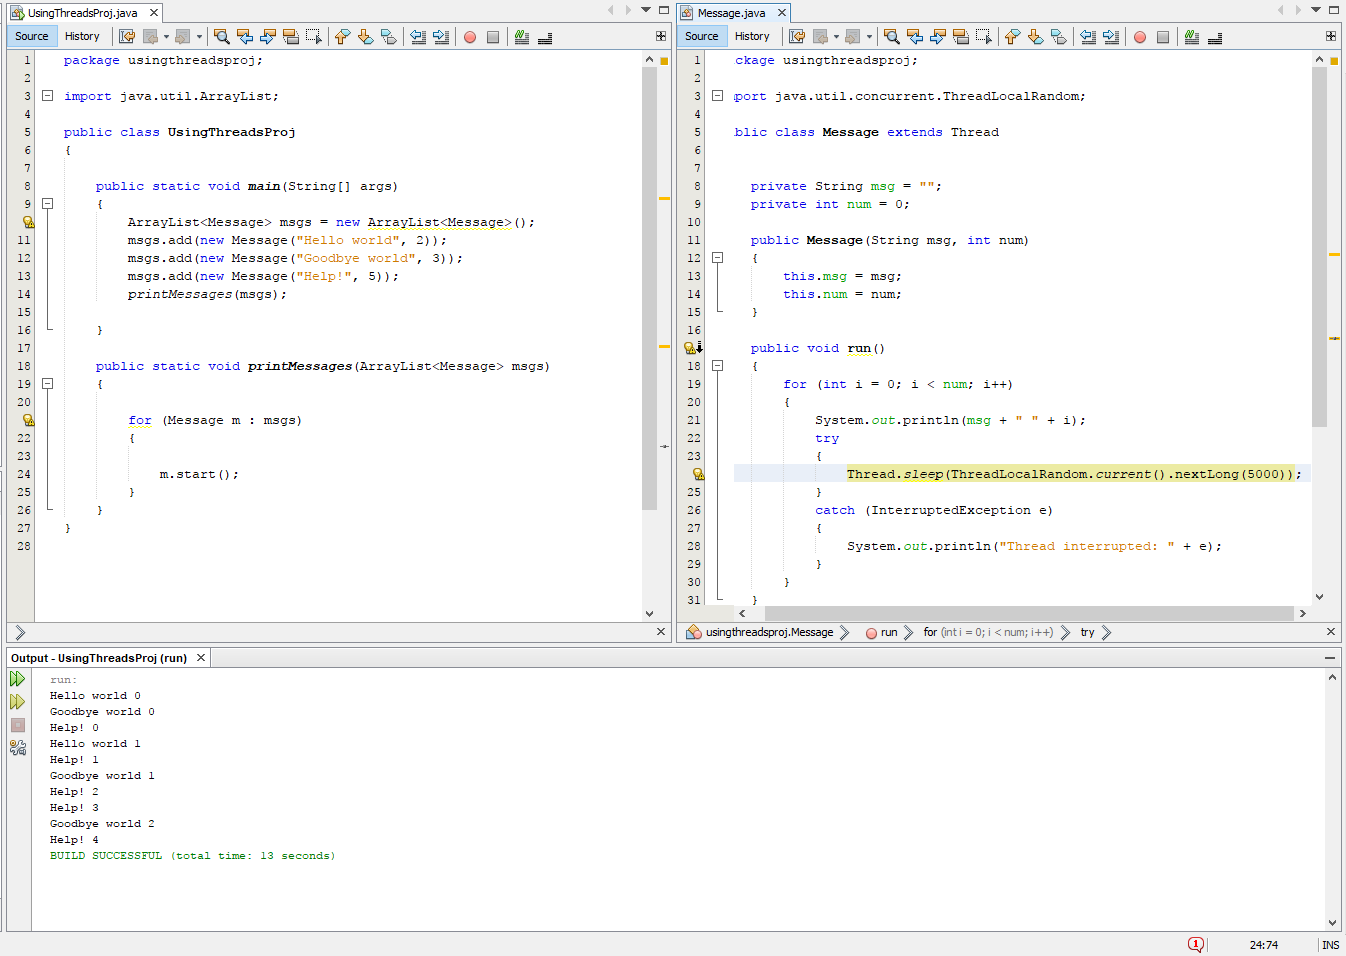 UsingThreadsProj.java
Source History
1 package usingthreadsproj;
2
3 import java.util.ArrayList;
4
5 public class UsingThreadsProj
6 {
7
8 public static void main(String[] args)
9 {
ArrayList<Message> msgs = new ArrayList<Message>();
11 msgs.add(new Message("Hello world", 2));
12 msgs.add(new Message("Goodbye world", 3));
13 msgs.add(new Message("Help!", 5));
14 printMessages(msgs);
15
16 }
17
18 public static void printMessages(ArrayList<Message> msgs)
19 {
20
for (Message m : msgs)
22 {
23
24 m.start();
25 }
26 }
27 }
28
Message.java
Source History
1 ckage usingthreadsproj;
2
3 port java.util.concurrent.ThreadLocalRandom;
4
5 blic class Message extends Thread
6
7
8 private String msg = "";
9 private int num = 0;
10
11 public Message(String msg, int num)
12 {
13 this.msg = msg;
14 this.num = num;
15 }
16
public void run()
18 {
19 for (int i = 0; i < num; i++)
20 {
21 System.out.println(msg + " " + i);
22 try
23 {
Thread.sleep(ThreadLocalRandom.current().nextLong(5000));
25 }
26 catch (InterruptedException e)
27 {
28 System.out.println("Thread interrupted: " + e);
29 }
30 }
31 }
usingthreadsproj.Message run for (int i = 0; i < num; i++) try
Output - UsingThreadsProj (run)
run:
Hello world 0
Goodbye world 0
Help! 0
Hello world 1
Help! 1
Goodbye world 1
Help! 2
Help! 3
Goodbye world 2
Help! 4
BUILD SUCCESSFUL (total time: 13 seconds)
1 24:74 INS